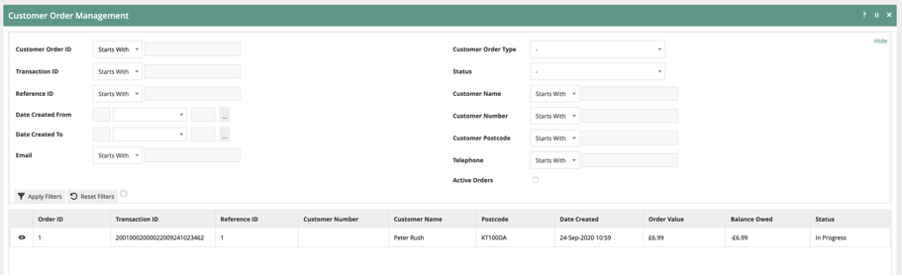 Customer Order Management
? II ×
Hide
Customer Order ID Starts With
Customer Order Type -
Transaction ID Starts With
Status -
Reference ID Starts With
Customer Name Starts With
Date Created From ...
Customer Number Starts With
Date Created To ...
Customer Postcode Starts With
Email Starts With
Telephone Starts With
Active Orders
Apply Filters Reset Filters
Order ID Transaction ID Reference ID Customer Number Customer Name Postcode Date Created Order Value Balance Owed Status
1 20010002000022009241023462 1 Peter Rush KT100DA 24-Sep-2020 10:59 £6.99 -£6.99 In Progress